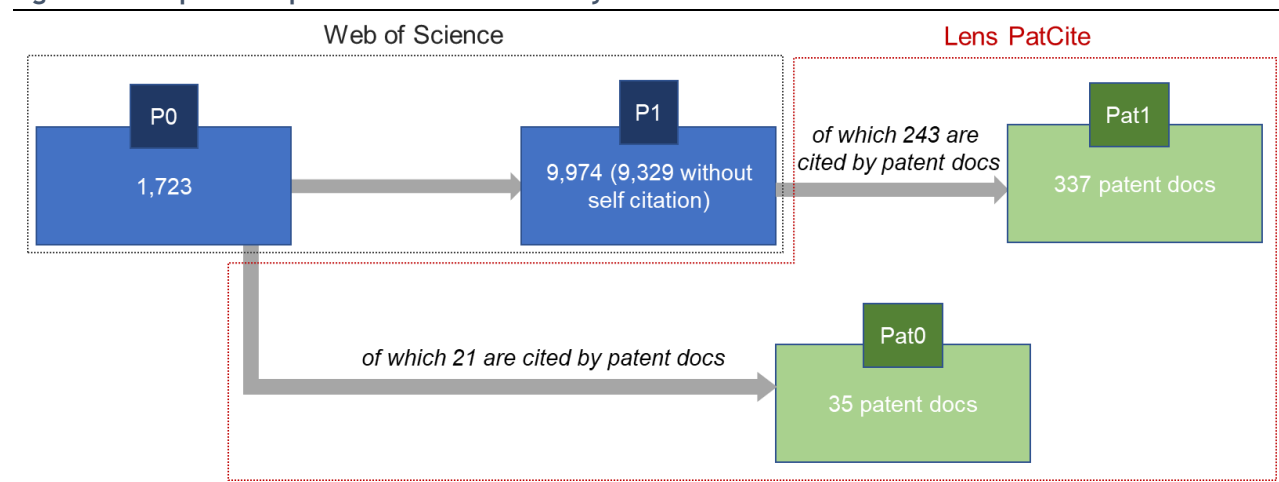 Web of Science
Lens PatCite
P0
1,723
P1
9,974 (9,329 without
self citation)
of which 243 are
cited by patent docs
Pat1
337 patent docs
of which 21 are cited by patent docs
Pat0
35 patent docs